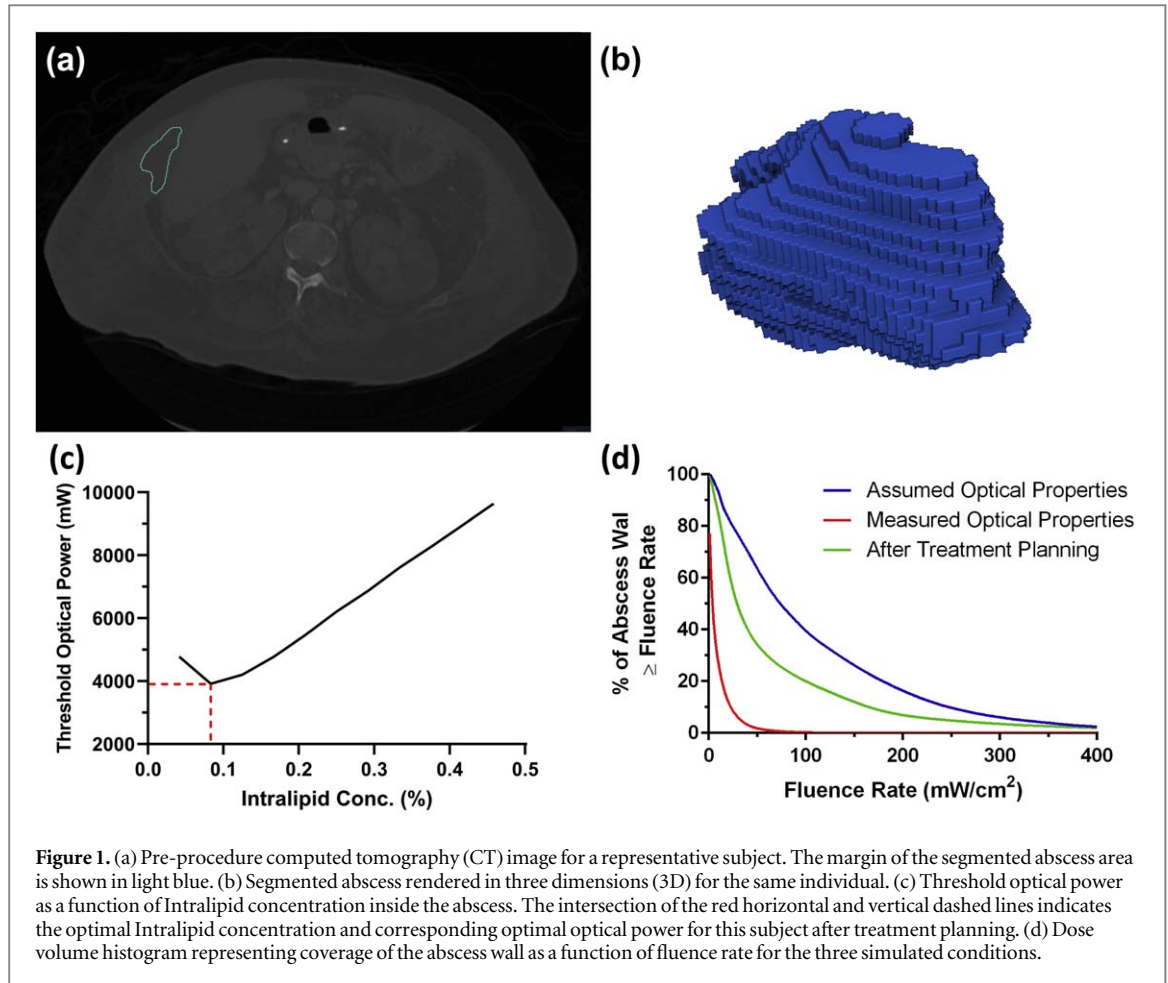 (a)
(b)
(c)
Threshold Optical Power (mW)
10000
8000
6000
4000
2000
0.0 0.1 0.2 0.3 0.4 0.5
Intralipid Conc. (%)
(d)
% of Abscess Wal
≥ Fluence Rate
100
80
60
40
20
0
0 100 200 300 400
Fluence Rate (mW/cm²)
Assumed Optical Properties
Measured Optical Properties
After Treatment Planning
Figure 1. (a) Pre-procedure computed tomography (CT) image for a representative subject. The margin of the segmented abscess area
is shown in light blue. (b) Segmented abscess rendered in three dimensions (3D) for the same individual. (c) Threshold optical power
as a function of Intralipid concentration inside the abscess. The intersection of the red horizontal and vertical dashed lines indicates
the optimal Intralipid concentration and corresponding optimal optical power for this subject after treatment planning. (d) Dose
volume histogram representing coverage of the abscess wall as a function of fluence rate for the three simulated conditions.